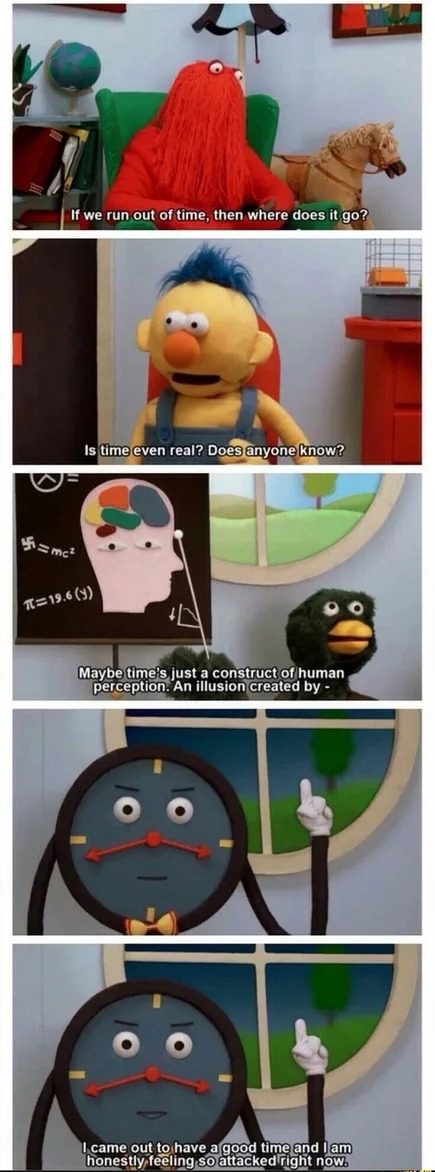 If we run out of time, then where does it go?
Is time even real? Does anyone know?
卐=mc²
π=19.6(y)
Maybe time's just a construct of human
perception. An illusion created by -
I came out to have a good time and I am
honestly feeling so attacked right now.